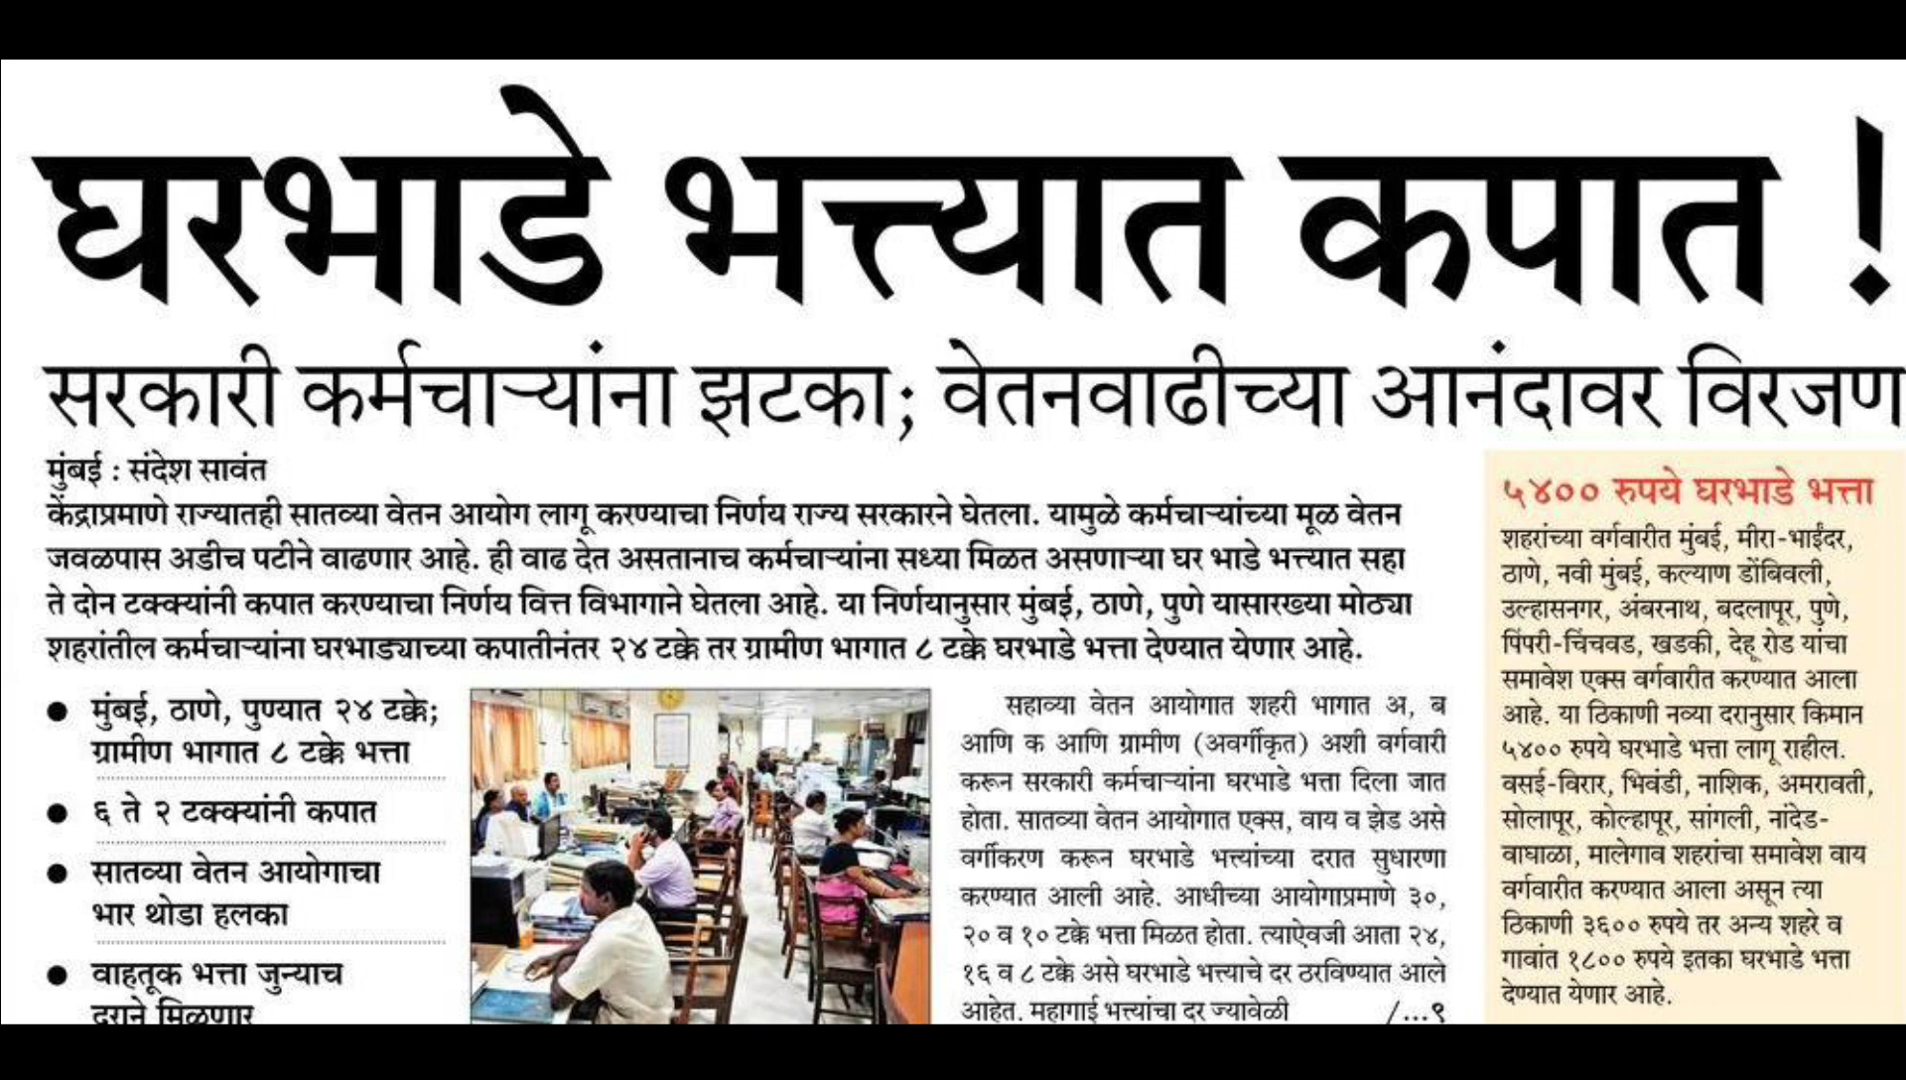 घरभाडे भत्त्यात कपात !
सरकारी कर्मचाऱ्यांना झटका; वेतनवाढीच्या आनंदावर विरजण
मुंबई : संदेश सावंत
केंद्राप्रमाणे राज्यातही सातव्या वेतन आयोग लागू करण्याचा निर्णय राज्य सरकारने घेतला. यामुळे कर्मचाऱ्यांच्या मूळ वेतन
जवळपास अडीच पटीने वाढणार आहे. ही वाढ देत असतानाच कर्मचाऱ्यांना सध्या मिळत असणाऱ्या घर भाडे भत्त्यात सहा
ते दोन टक्क्यांनी कपात करण्याचा निर्णय वित्त विभागाने घेतला आहे. या निर्णयानुसार मुंबई, ठाणे, पुणे यासारख्या मोठ्या
शहरांतील कर्मचाऱ्यांना घरभाड्याच्या कपातीनंतर २४ टक्के तर ग्रामीण भागात ८ टक्के घरभाडे भत्ता देण्यात येणार आहे.
● मुंबई, ठाणे, पुण्यात २४ टक्के;
ग्रामीण भागात ८ टक्के भत्ता
● ६ ते २ टक्क्यांनी कपात
● सातव्या वेतन आयोगाचा
भार थोडा हलका
● वाहतूक भत्ता जुन्याच
दराने मिळणार
सहाव्या वेतन आयोगात शहरी भागात अ, ब
आणि क आणि ग्रामीण (अवर्गीकृत) अशी वर्गवारी
करून सरकारी कर्मचाऱ्यांना घरभाडे भत्ता दिला जात
होता. सातव्या वेतन आयोगात एक्स, वाय व झेड असे
वर्गीकरण करून घरभाडे भत्त्यांच्या दरात सुधारणा
करण्यात आली आहे. आधीच्या आयोगाप्रमाणे ३०,
२० व १० टक्के भत्ता मिळत होता. त्याऐवजी आता २४,
१६ व ८ टक्के असे घरभाडे भत्त्याचे दर ठरविण्यात आले
आहेत. महागाई भत्त्यांचा दर ज्यावेळी /...९
५४०० रुपये घरभाडे भत्ता
शहरांच्या वर्गवारीत मुंबई, मीरा-भाईंदर,
ठाणे, नवी मुंबई, कल्याण डोंबिवली,
उल्हासनगर, अंबरनाथ, बदलापूर, पुणे,
पिंपरी-चिंचवड, खडकी, देहू रोड यांचा
समावेश एक्स वर्गवारीत करण्यात आला
आहे. या ठिकाणी नव्या दरानुसार किमान
५४०० रुपये घरभाडे भत्ता लागू राहील.
वसई-विरार, भिवंडी, नाशिक, अमरावती,
सोलापूर, कोल्हापूर, सांगली, नांदेड-
वाघाळा, मालेगाव शहरांचा समावेश वाय
वर्गवारीत करण्यात आला असून त्या
ठिकाणी ३६०० रुपये तर अन्य शहरे व
गावांत १८०० रुपये इतका घरभाडे भत्ता
देण्यात येणार आहे.